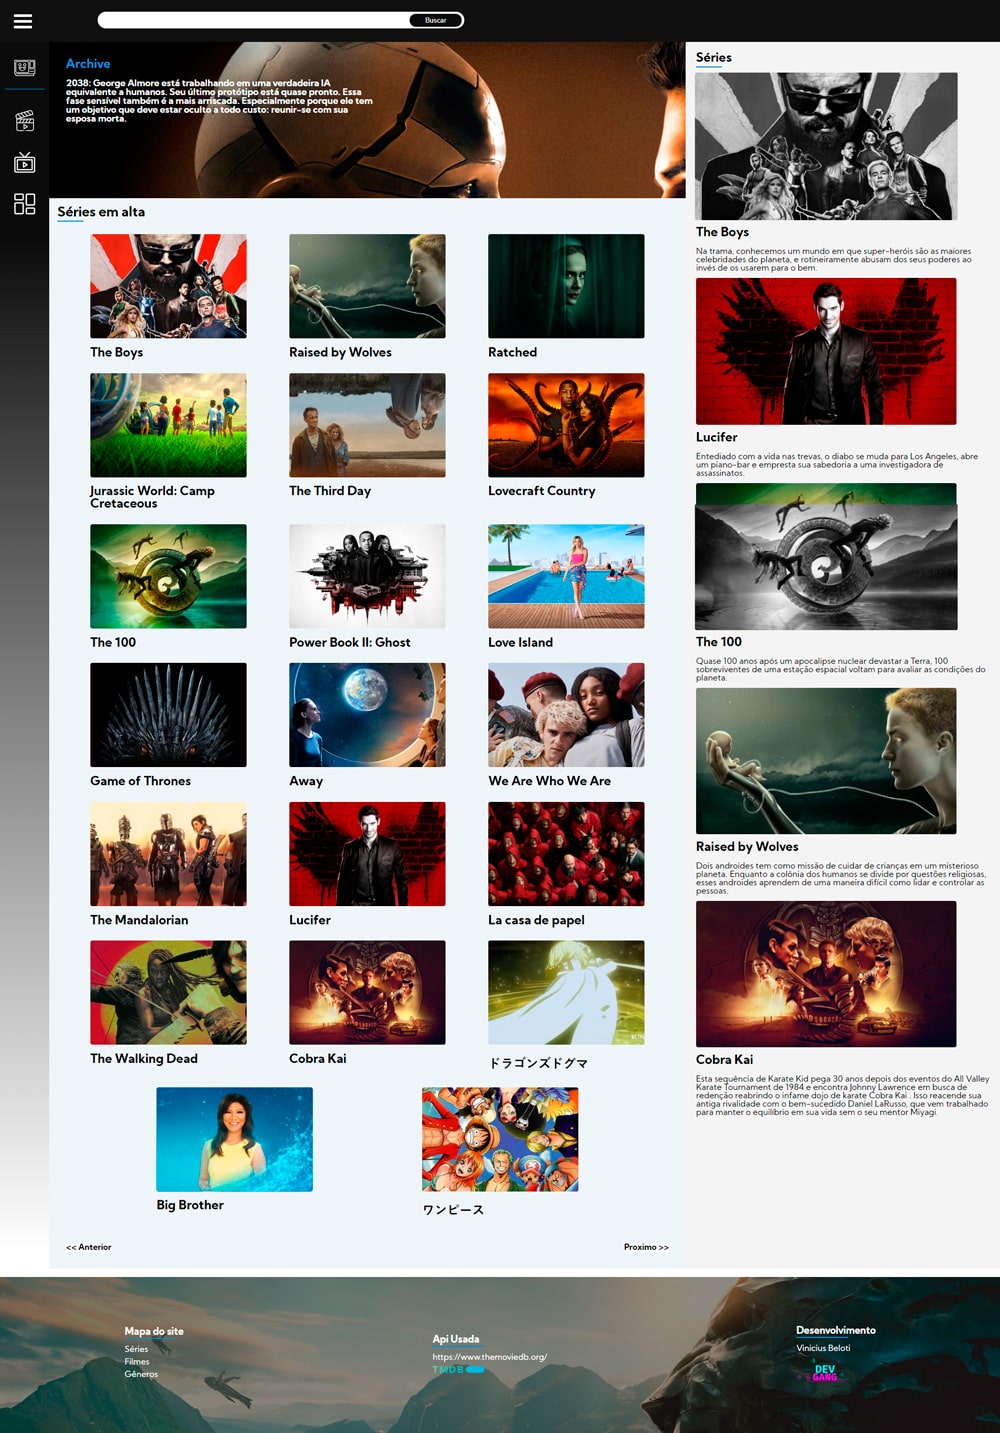 Buscar
Archive
2038: George Almore está trabalhando em uma verdadeira IA
equivalente a humanos. Seu último protótipo está quase pronto. Essa
fase sensível também é a mais arriscada. Especialmente porque ele tem
um objetivo que deve estar oculto a todo custo: reunir-se com sua
esposa morta.
Séries em alta
The Boys
Raised by Wolves
Ratched
Jurassic World: Camp
Cretaceous
The Third Day
Lovecraft Country
The 100
Power Book II: Ghost
Love Island
Game of Thrones
Away
We Are Who We Are
The Mandalorian
Lucifer
La casa de papel
The Walking Dead
Cobra Kai
ドラゴンズドグマ
Big Brother
ワンピース
<< Anterior
Proximo >>
Séries
The Boys
Na trama, conhecemos um mundo em que super-heróis são as maiores
celebridades do planeta, e rotineiramente abusam dos seus poderes ao
invés de os usarem para o bem.
Lucifer
Entediado com a vida nas trevas, o diabo se muda para Los Angeles, abre
um piano-bar e empresta sua sabedoria a uma investigadora de
assassinatos.
The 100
Quase 100 anos após um apocalipse nuclear devastar a Terra, 100
sobreviventes de uma estação espacial voltam para avaliar as condições do
planeta.
Raised by Wolves
Dois androides tem como missão de cuidar de crianças em um misterioso
planeta. Enquanto a colônia dos humanos se divide por questões religiosas,
esses androides aprendem de uma maneira difícil como lidar e controlar as
pessoas.
Cobra Kai
Esta sequência de Karate Kid pega 30 anos depois dos eventos do All Valley
Karate Tournament de 1984 e encontra Johnny Lawrence em busca de
redenção reabrindo o infame dojo de karate Cobra Kai . Isso reacende sua
antiga rivalidade com o bem-sucedido Daniel LaRusso, que vem trabalhado
para manter o equilíbrio em sua vida sem o seu mentor Miyagi.
Mapa do site
Séries
Filmes
Gêneros
Api Usada
https://www.themoviedb.org/
TMDB
Desenvolvimento
Vinicius Beloti
DEV
GANG